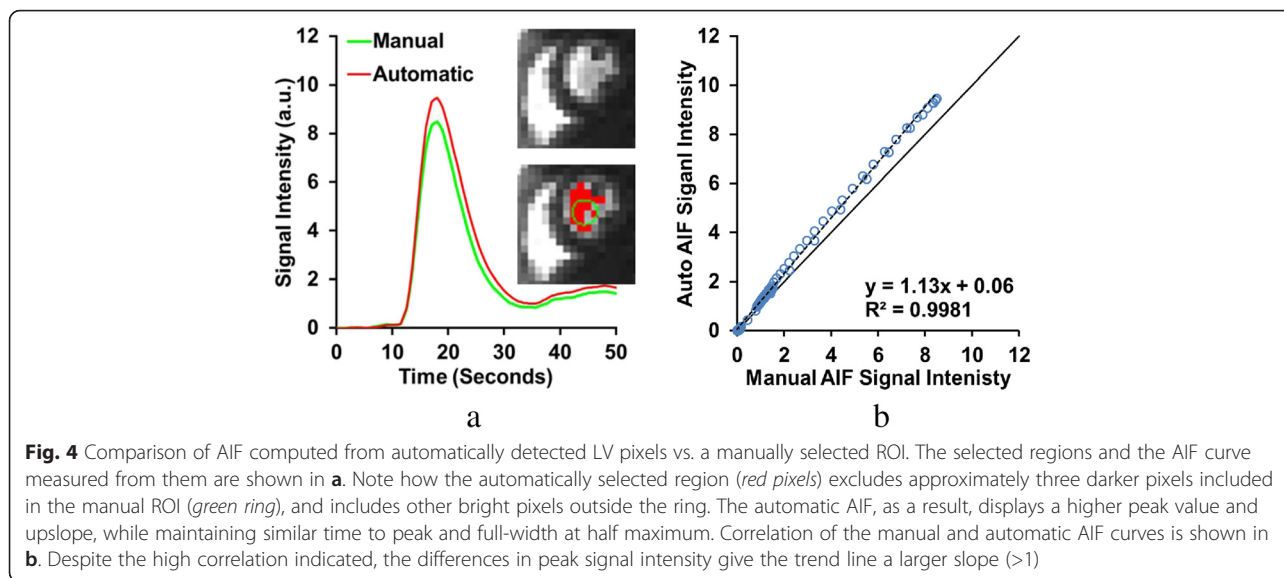 12
10
8
6
4
2
0
Signal Intensity (a.u.)
Manual
Automatic
0 10 20 30 40 50
Time (Seconds)
a
12
10
8
6
4
2
0
Auto AIF Siganl Intensity
y = 1.13x + 0.06
R² = 0.9981
0 2 4 6 8 10 12
Manual AIF Signal Intenisty
b
Fig. 4 Comparison of AIF computed from automatically detected LV pixels vs. a manually selected ROI. The selected regions and the AIF curve
measured from them are shown in a. Note how the automatically selected region (red pixels) excludes approximately three darker pixels included
in the manual ROI (green ring), and includes other bright pixels outside the ring. The automatic AIF, as a result, displays a higher peak value and
upslope, while maintaining similar time to peak and full-width at half maximum. Correlation of the manual and automatic AIF curves is shown in
b. Despite the high correlation indicated, the differences in peak signal intensity give the trend line a larger slope (>1)